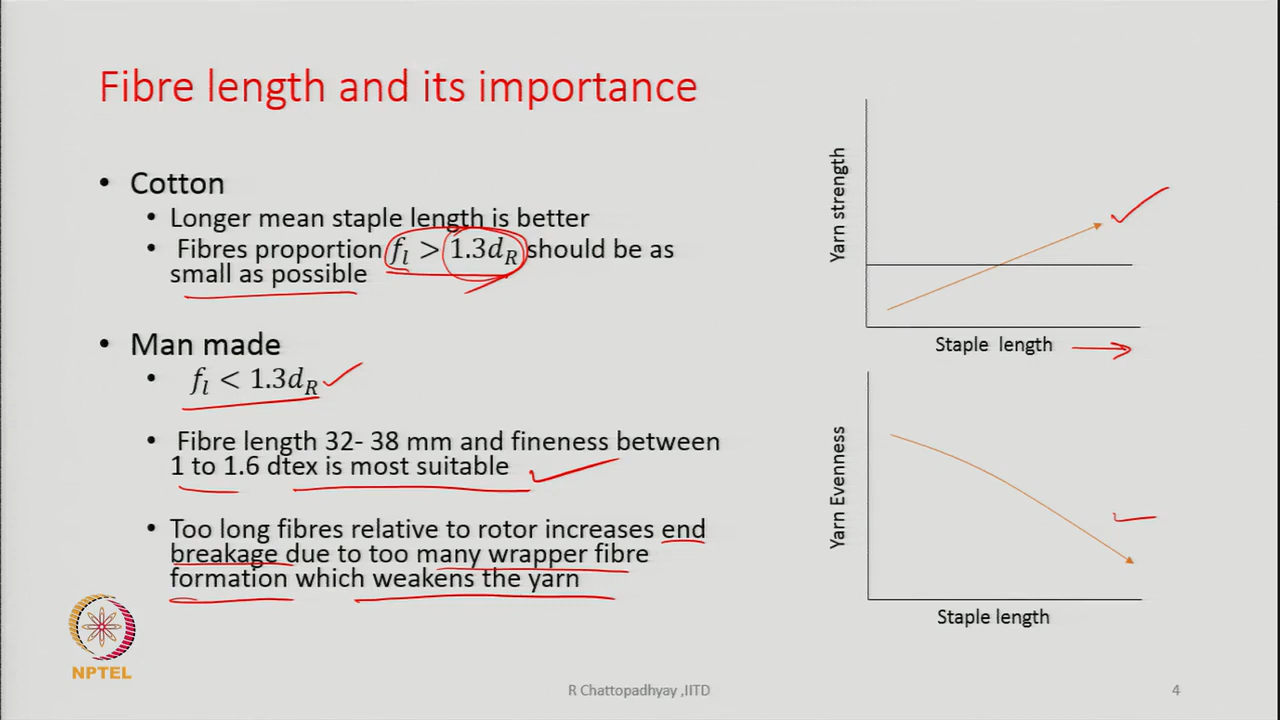 Fibre length and its importance
• Cotton
• Longer mean staple length is better
• Fibres proportion f_l > 1.3d_R should be as
small as possible
• Man made
• f_l < 1.3d_R
• Fibre length 32- 38 mm and fineness between
1 to 1.6 dtex is most suitable
• Too long fibres relative to rotor increases end
breakage due to too many wrapper fibre
formation which weakens the yarn
Yarn strength
Staple length
Yarn Evenness
Staple length
NPTEL
R Chattopadhyay ,IITD
4